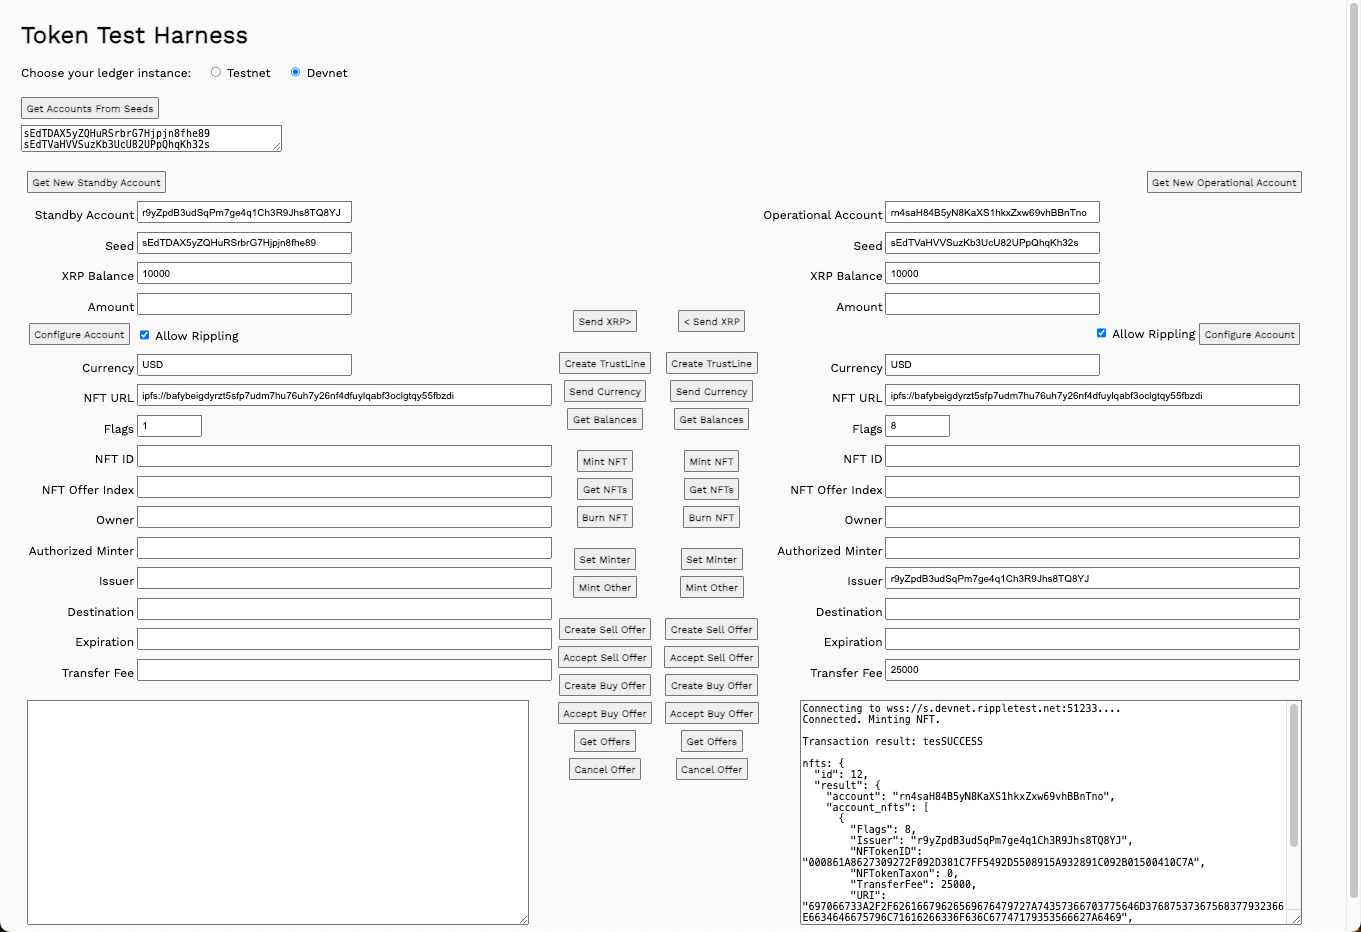 Token Test Harness
Choose your ledger instance: Testnet Devnet
Get Accounts From Seeds
sEdTDAX5yZQHuRSrbrG7Hjpjn8fhe89
sEdTVaHVVSuzKb3UcU82UPpQhqKh32s
Get New Standby Account
Get New Operational Account
Standby Account r9yZpdB3udSqPm7ge4q1Ch3R9Jhs8TQ8YJ
Seed sEdTDAX5yZQHuRSrbrG7Hjpjn8fhe89
XRP Balance 10000
Amount
Configure Account Allow Rippling
Currency USD
NFT URL ipfs://bafybeigdyrzt5sfp7udm7hu76uh7y26nf4dfuylqabf3oclgtqy55fbzdi
Flags 1
NFT ID
NFT Offer Index
Owner
Authorized Minter
Issuer
Destination
Expiration
Transfer Fee
Send XRP> < Send XRP
Create TrustLine Create TrustLine
Send Currency Send Currency
Get Balances Get Balances
Mint NFT Mint NFT
Get NFTs Get NFTs
Burn NFT Burn NFT
Set Minter Set Minter
Mint Other Mint Other
Create Sell Offer Create Sell Offer
Accept Sell Offer Accept Sell Offer
Create Buy Offer Create Buy Offer
Accept Buy Offer Accept Buy Offer
Get Offers Get Offers
Cancel Offer Cancel Offer
Operational Account rn4saH84B5yN8KaXS1hkxZxw69vhBBnTno
Seed sEdTVaHVVSuzKb3UcU82UPpQhqKh32s
XRP Balance 10000
Amount
Allow Rippling Configure Account
Currency USD
NFT URL ipfs://bafybeigdyrzt5sfp7udm7hu76uh7y26nf4dfuylqabf3oclgtqy55fbzdi
Flags 8
NFT ID
NFT Offer Index
Owner
Authorized Minter
Issuer r9yZpdB3udSqPm7ge4q1Ch3R9Jhs8TQ8YJ
Destination
Expiration
Transfer Fee 25000
Connecting to wss://s.devnet.rippletest.net:51233....
Connected. Minting NFT.
Transaction result: tesSUCCESS
nfts: {
"id": 12,
"result": {
"account": "rn4saH84B5yN8KaXS1hkxZxw69vhBBnTno",
"account_nfts": [
{
"Flags": 8,
"Issuer": "r9yZpdB3udSqPm7ge4q1Ch3R9Jhs8TQ8YJ",
"NFTokenID":
"000861A8627309272F092D381C7FF5492D5508915A932891C092B01500410C7A",
"NFTokenTaxon": 0,
"TransferFee": 25000,
"URI":
"697066733A2F2F62616679626569676479727A74357366703775646D3768753736756837793236
6E6634646675796C71616266336F636C67747179353566627A6469",